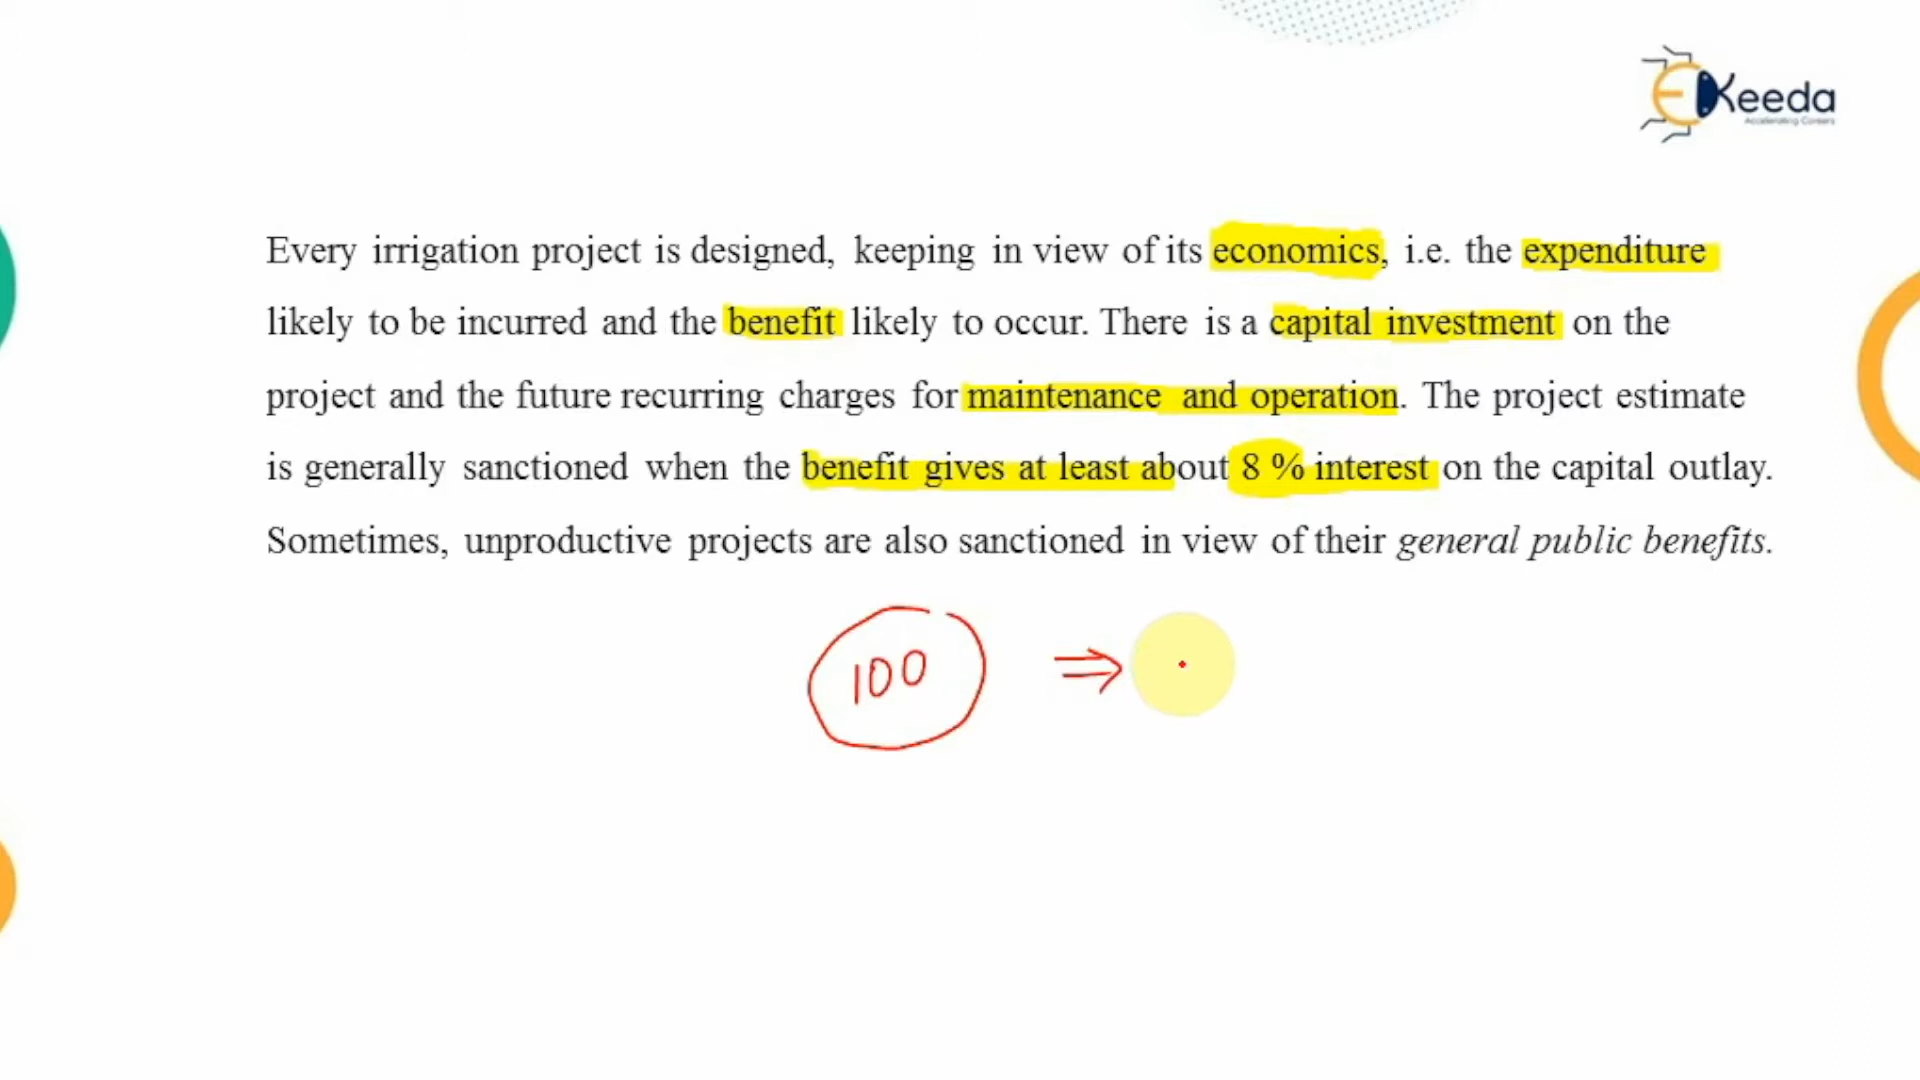 EKeeda
Accelerating Careers
Every irrigation project is designed, keeping in view of its economics, i.e. the expenditure
likely to be incurred and the benefit likely to occur. There is a capital investment on the
project and the future recurring charges for maintenance and operation. The project estimate
is generally sanctioned when the benefit gives at least about 8 % interest on the capital outlay.
Sometimes, unproductive projects are also sanctioned in view of their general public benefits.
100 ⇒